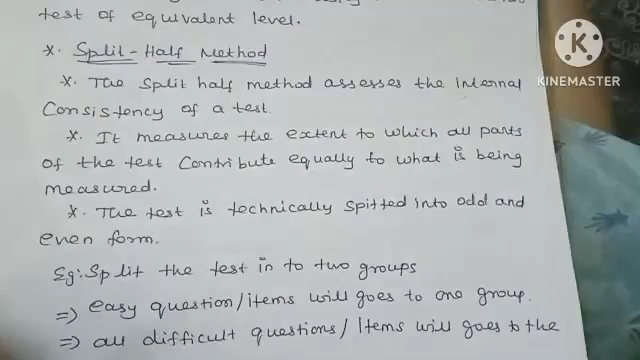 test of equivalent level.
*. Split-Half Method
*. The Split half method assesses the internal
Consistency of a test.
*. It measures the extent to which all parts
of the test Contribute equally to what is being
measured.
*. The test is technically spitted into odd and
even form.
Eg: Split the test in to two groups
=> easy question/items will goes to one group.
=> all difficult questions/Items will goes to the
KINEMASTER